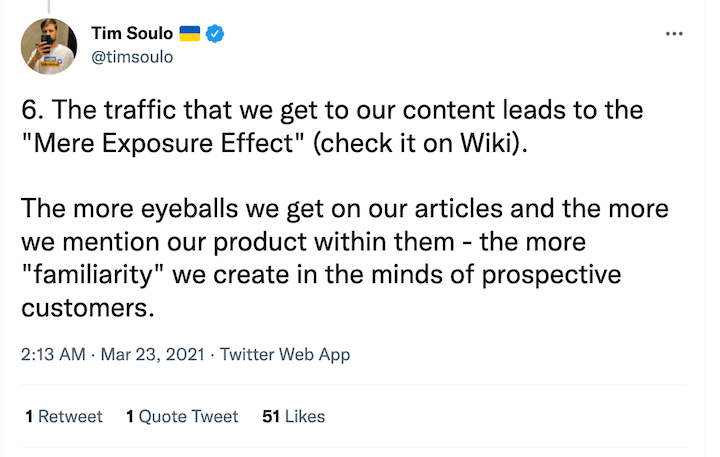 Tim Soulo
@timsoulo
6. The traffic that we get to our content leads to the
"Mere Exposure Effect" (check it on Wiki).
The more eyeballs we get on our articles and the more
we mention our product within them - the more
"familiarity" we create in the minds of prospective
customers.
2:13 AM · Mar 23, 2021 · Twitter Web App
1 Retweet 1 Quote Tweet 51 Likes